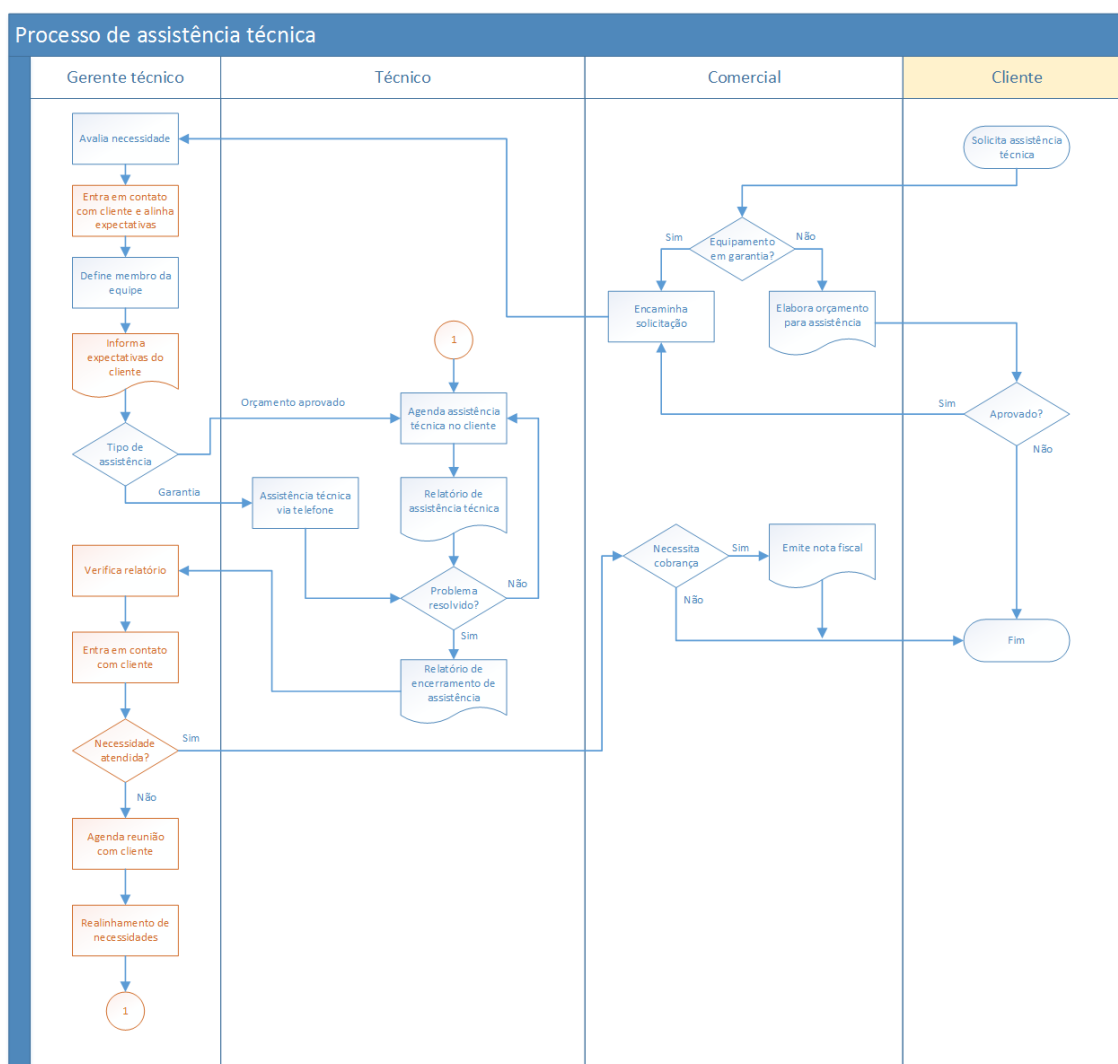 Processo de assistência técnica
Gerente técnico
Técnico
Comercial
Cliente
Avalia necessidade
Solicita assistência
técnica
Entra em contato
com cliente e alinha
expectativas
Sim
Equipamento
em garantia?
Não
Define membro da
equipe
Encaminha
solicitação
Elabora orçamento
para assistência
Informa
expectativas do
cliente
1
Orçamento aprovado
Agenda assistência
técnica no cliente
Sim
Aprovado?
Não
Tipo de
assistência
Garantia
Assistência técnica
via telefone
Relatório de
assistência técnica
Necessita
cobrança
Sim
Emite nota fiscal
Não
Verifica relatório
Problema
resolvido?
Não
Sim
Entra em contato
com cliente
Relatório de
encerramento de
assistência
Fim
Necessidade
atendida?
Sim
Não
Agenda reunião
com cliente
Realinhamento de
necessidades
1